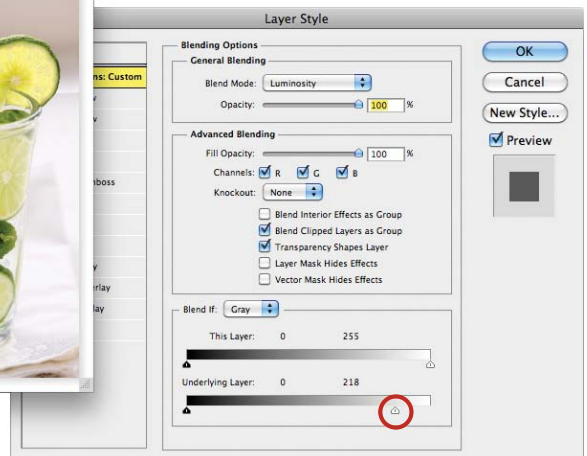 Layer Style
ns: Custom
boss
y
rlay
lay
Blending Options
General Blending
Blend Mode: Luminosity
Opacity: 100 %
Advanced Blending
Fill Opacity: 100 %
Channels: R G B
Knockout: None
Blend Interior Effects as Group
Blend Clipped Layers as Group
Transparency Shapes Layer
Layer Mask Hides Effects
Vector Mask Hides Effects
Blend If: Gray
This Layer: 0 255
Underlying Layer: 0 218
OK
Cancel
New Style...
Preview